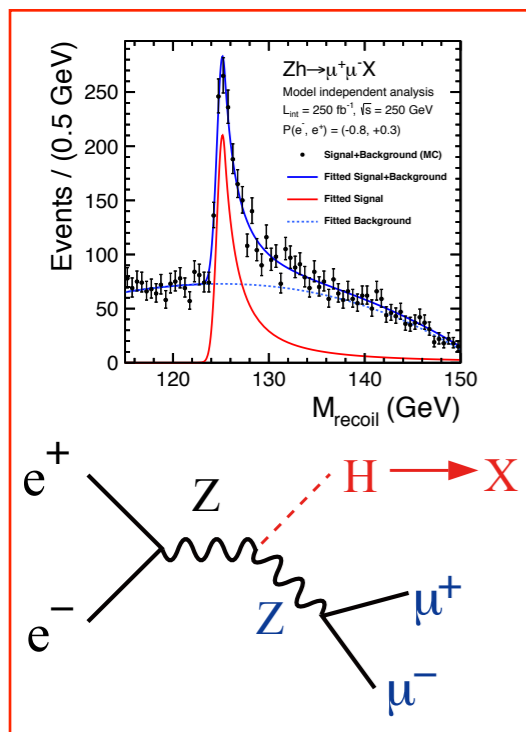 Zh→μ⁺μ⁻X
Model independent analysis
L_int = 250 fb⁻¹, √s = 250 GeV
P(e⁻, e⁺) = (-0.8, +0.3)
Signal+Background (MC)
Fitted Signal+Background
Fitted Signal
Fitted Background
Events / (0.5 GeV)
250
200
150
100
50
0
120 130 140 150
M_recoil (GeV)
e⁺
Z
H → X
e⁻
Z
μ⁺
μ⁻